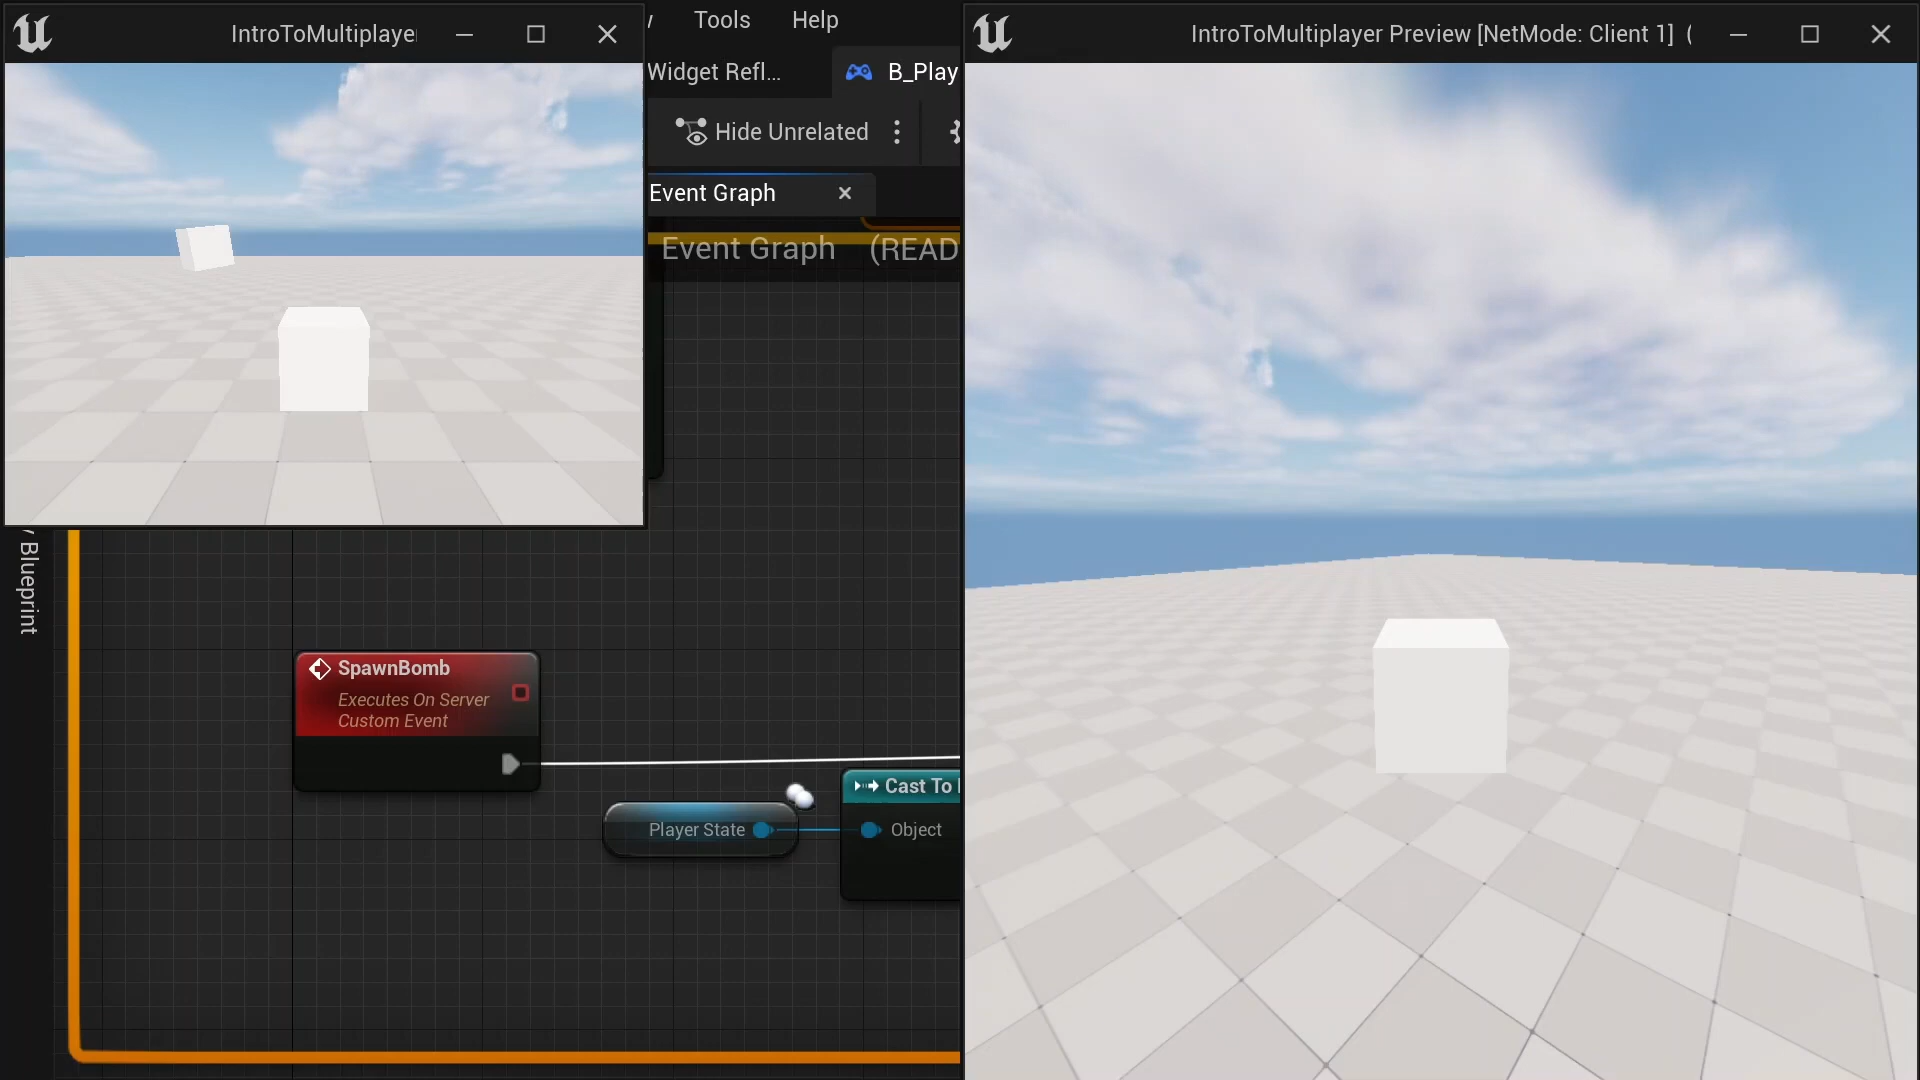 IntroToMultiplaye
Tools
Help
IntroToMultiplayer Preview [NetMode: Client 1] (
Widget Refl...
B_Play
Hide Unrelated
Event Graph
Event Graph (READ
Blueprint
SpawnBomb
Executes On Server
Custom Event
Cast To
Player State
Object